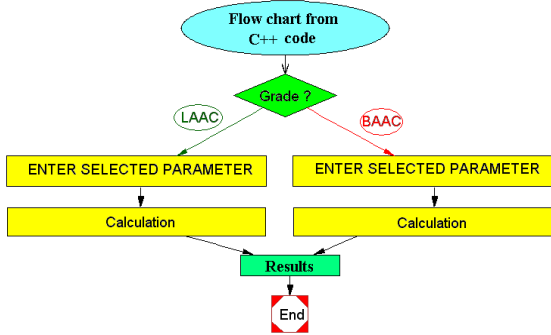 Flow chart from
C++ code
Grade ?
LAAC
BAAC
ENTER SELECTED PARAMETER
ENTER SELECTED PARAMETER
Calculation
Calculation
Results
End